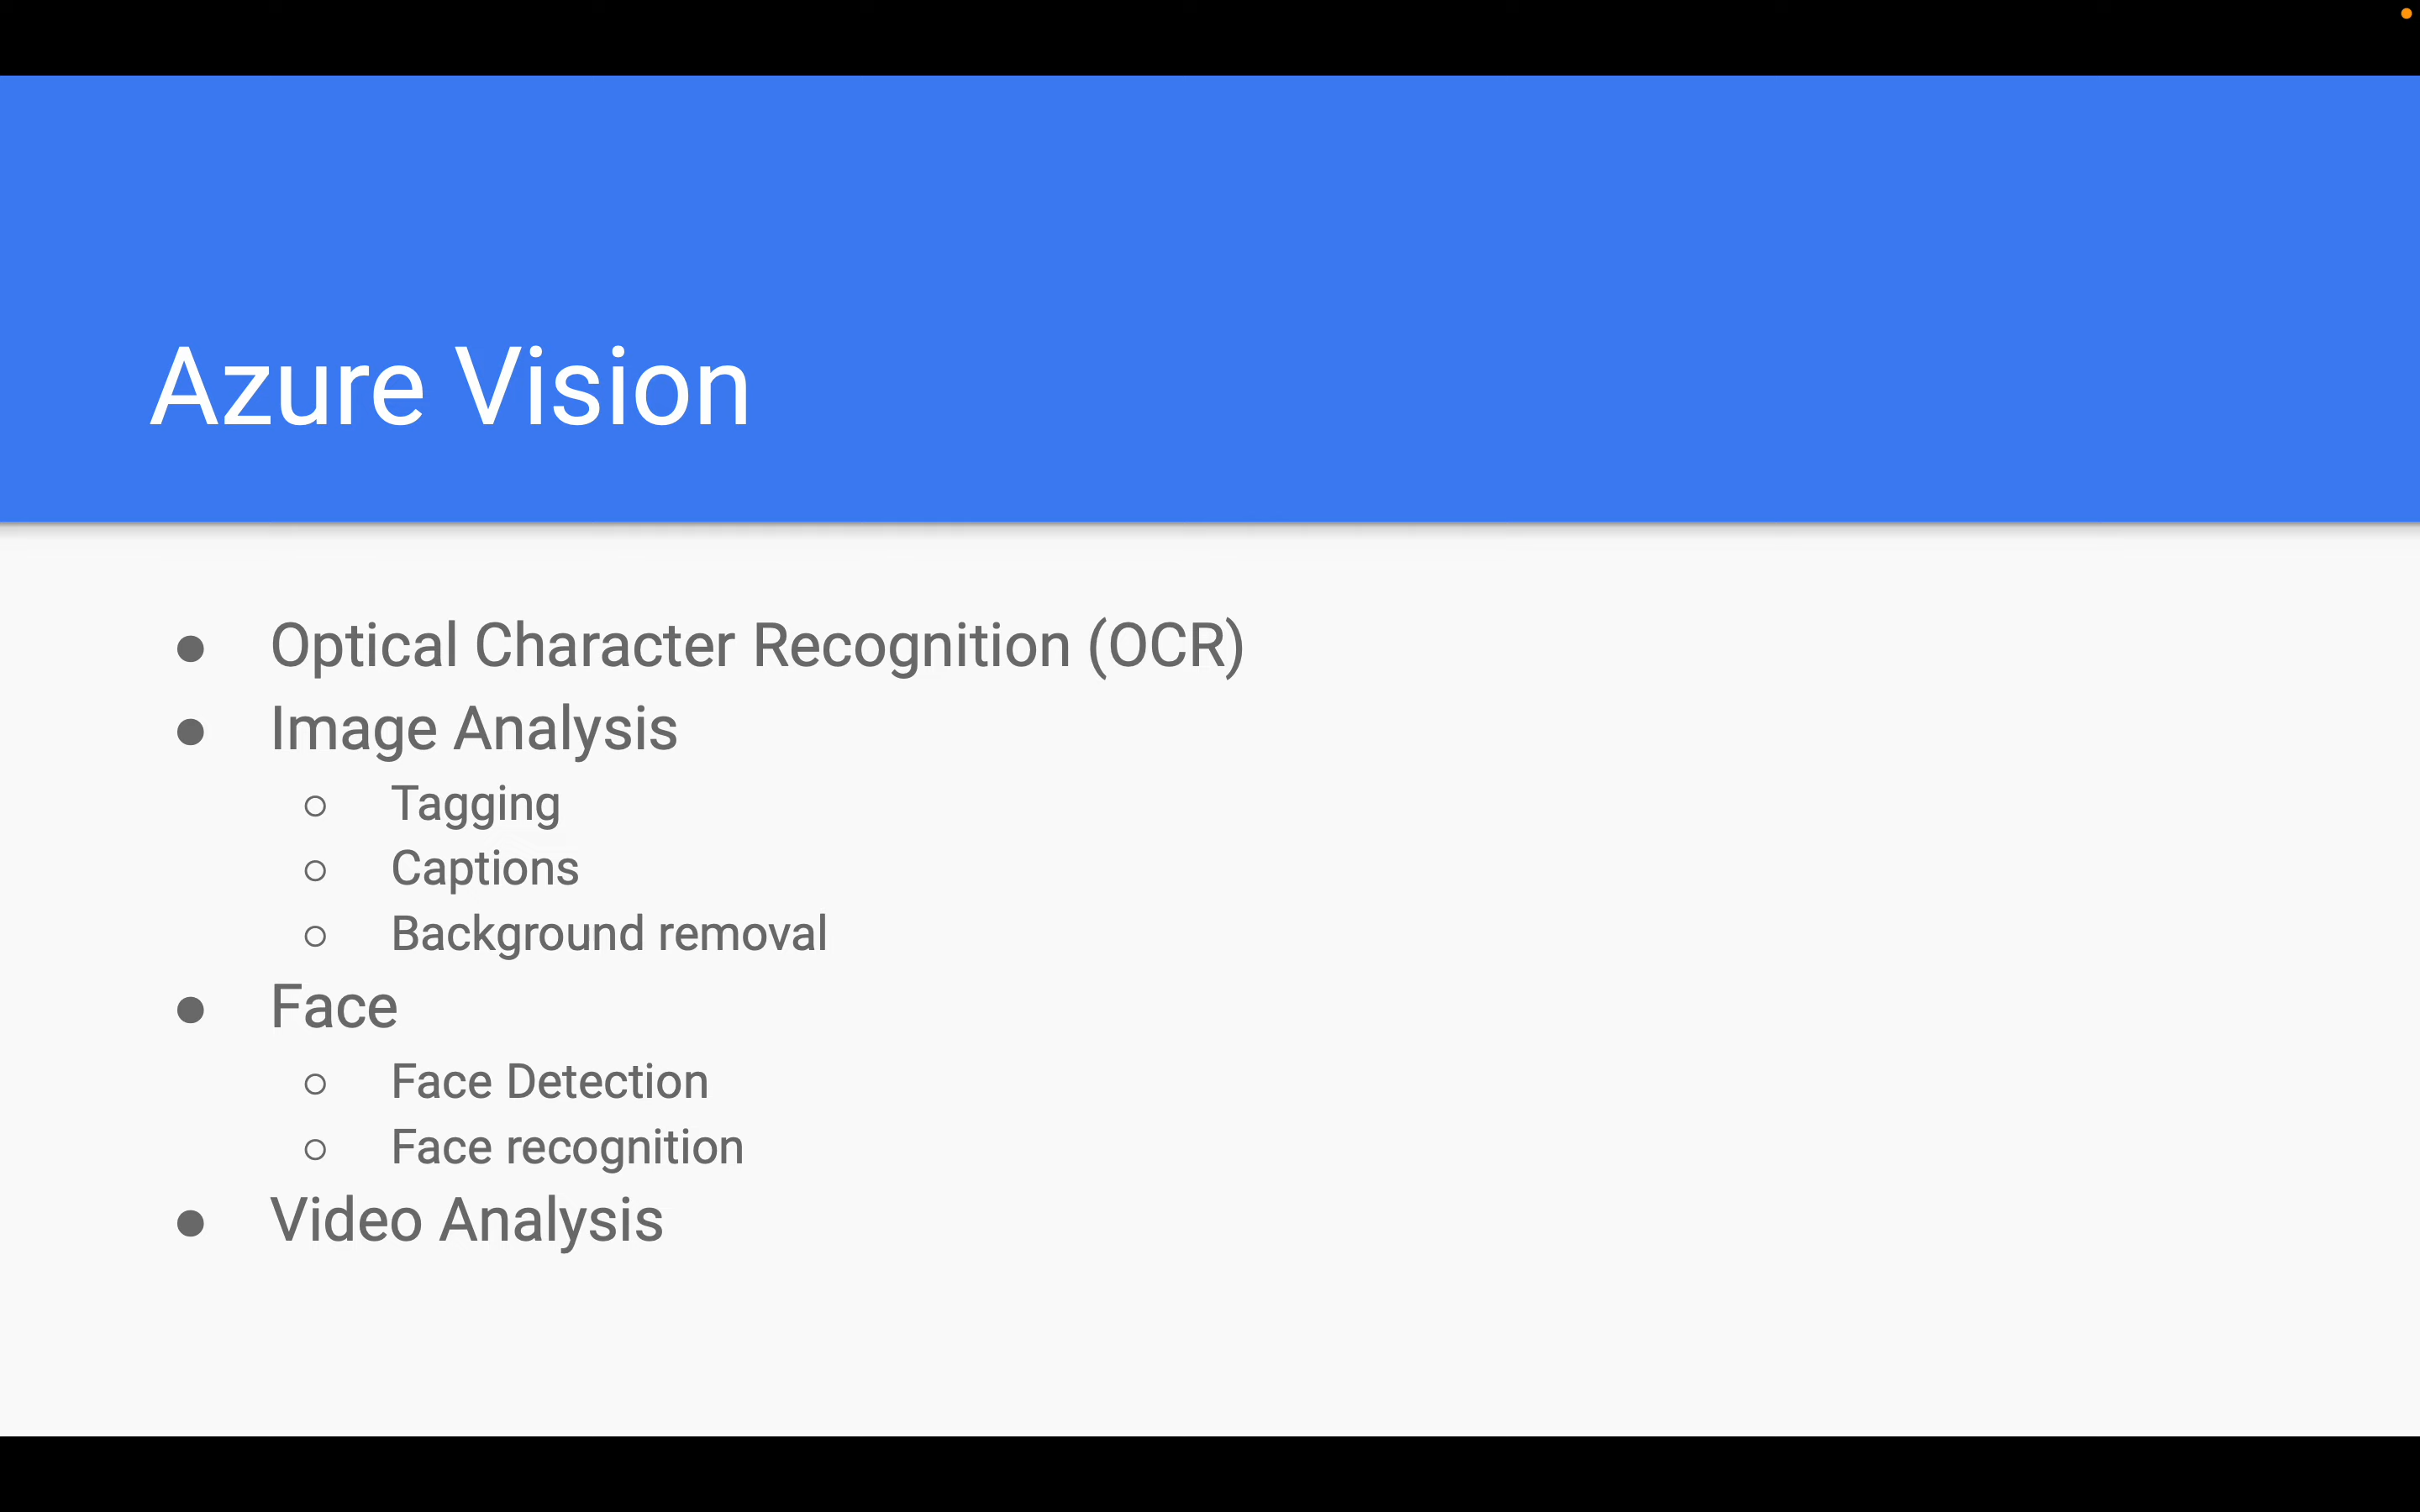 Azure Vision
● Optical Character Recognition (OCR)
● Image Analysis
○ Tagging
○ Captions
○ Background removal
● Face
○ Face Detection
○ Face recognition
● Video Analysis